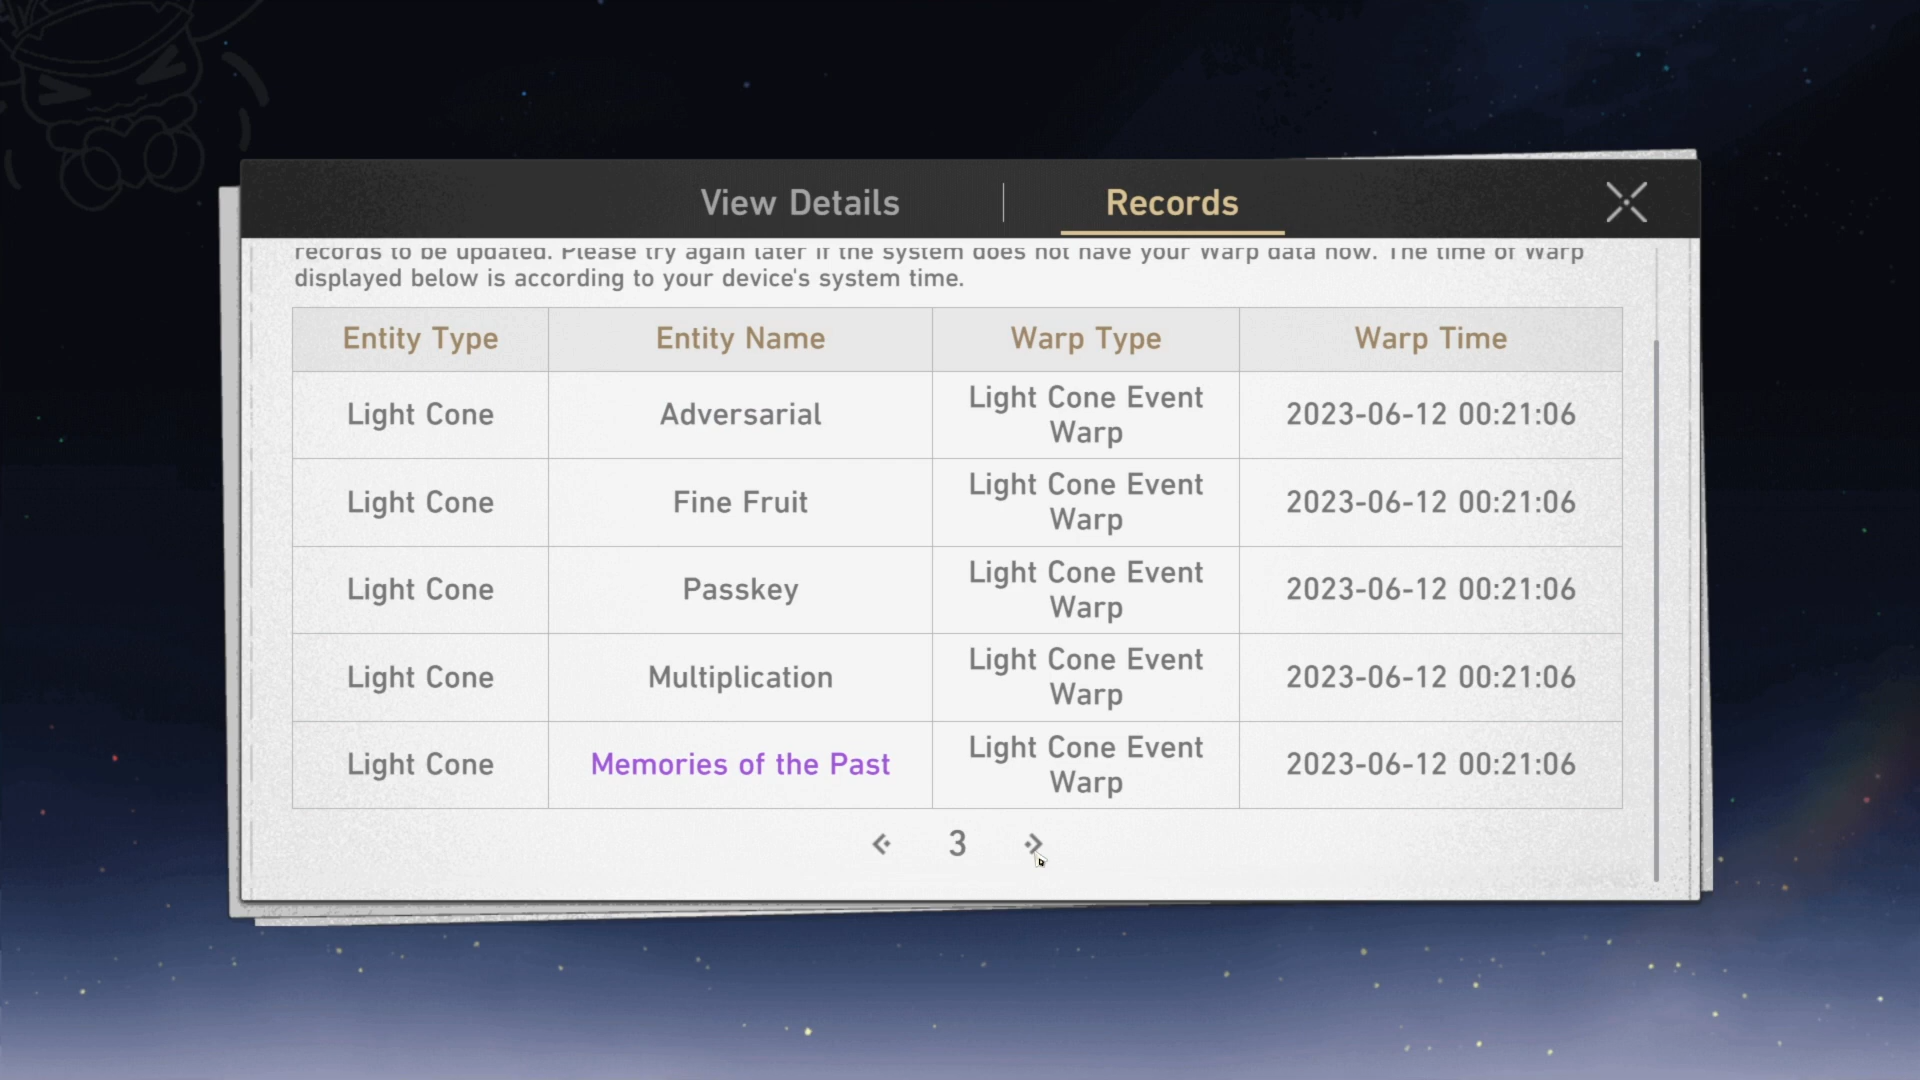 View Details
Records
records to be updated. Please try again later if the system does not have your Warp data now. The time of Warp
displayed below is according to your device's system time.
Entity Type Entity Name Warp Type Warp Time
Light Cone Adversarial Light Cone Event Warp 2023-06-12 00:21:06
Light Cone Fine Fruit Light Cone Event Warp 2023-06-12 00:21:06
Light Cone Passkey Light Cone Event Warp 2023-06-12 00:21:06
Light Cone Multiplication Light Cone Event Warp 2023-06-12 00:21:06
Light Cone Memories of the Past Light Cone Event Warp 2023-06-12 00:21:06
3